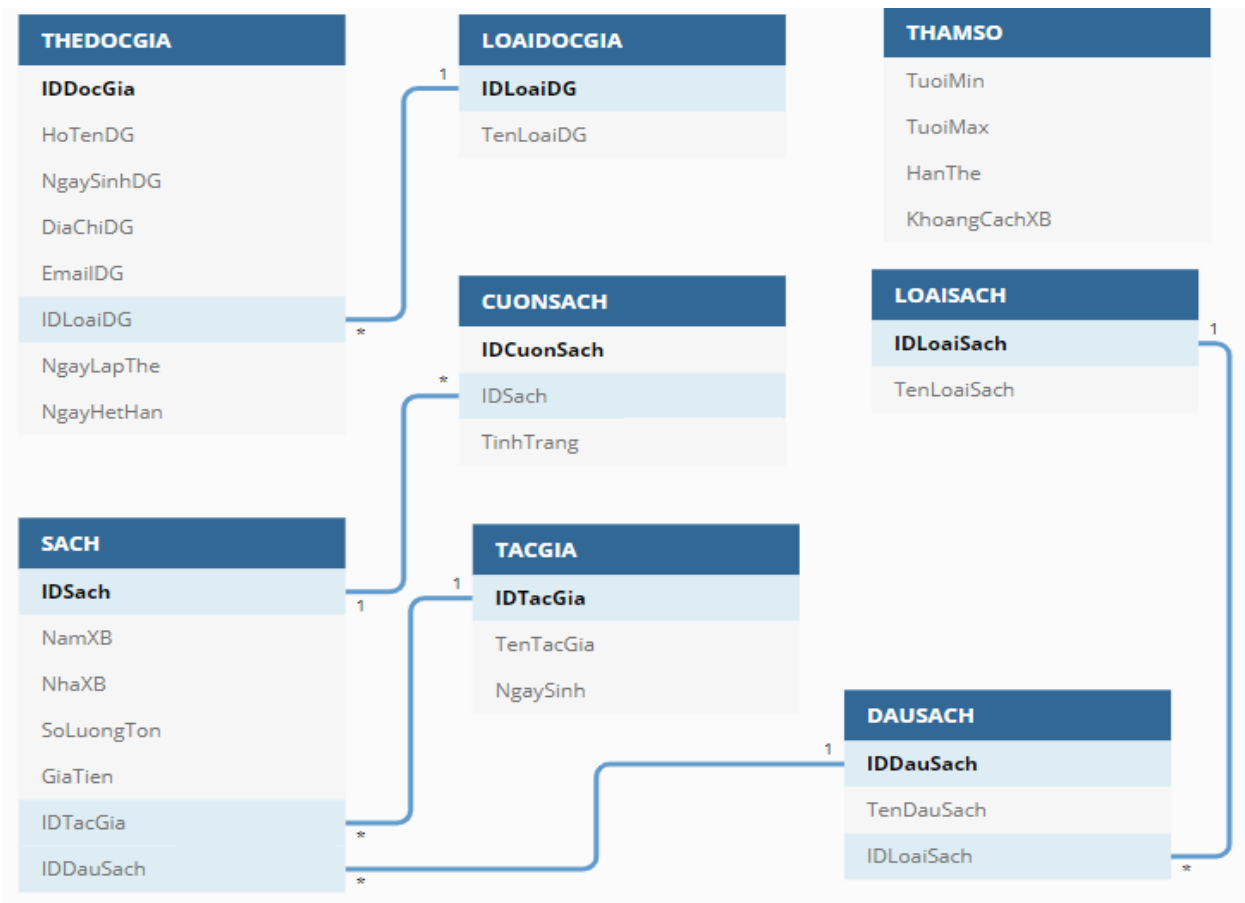 THEDOCGIA
IDDocGia
HoTenDG
NgaySinhDG
DiaChiDG
EmailDG
IDLoaiDG
NgayLapThe
NgayHetHan
*
1
LOAIDOCGIA
IDLoaiDG
TenLoaiDG
THAMSO
TuoiMin
TuoiMax
HanThe
KhoangCachXB
CUONSACH
IDCuonSach
IDSach
TinhTrang
*
LOAISACH
IDLoaiSach
TenLoaiSach
1
SACH
IDSach
NamXB
NhaXB
SoLuongTon
GiaTien
IDTacGia
IDDauSach
1
*
*
1
TACGIA
IDTacGia
TenTacGia
NgaySinh
1
DAUSACH
IDDauSach
TenDauSach
IDLoaiSach
*